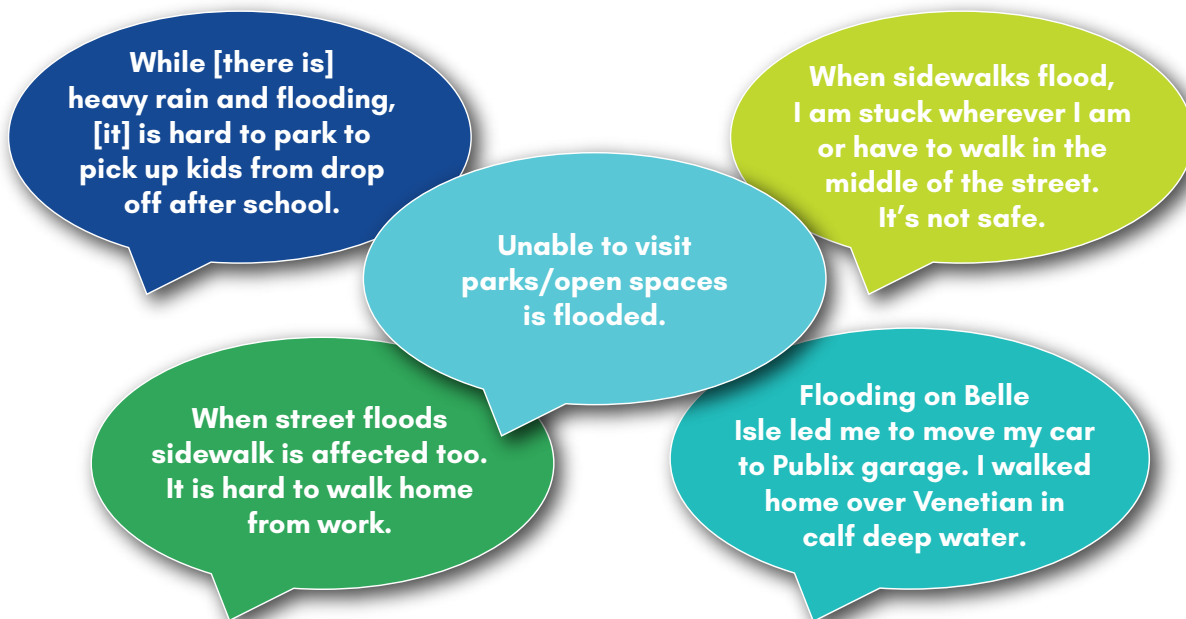 While [there is]
heavy rain and flooding,
[it] is hard to park to
pick up kids from drop
off after school.
When sidewalks flood,
I am stuck wherever I am
or have to walk in the
middle of the street.
It's not safe.
Unable to visit
parks/open spaces
is flooded.
When street floods
sidewalk is affected too.
It is hard to walk home
from work.
Flooding on Belle
Isle led me to move my car
to Publix garage. I walked
home over Venetian in
calf deep water.